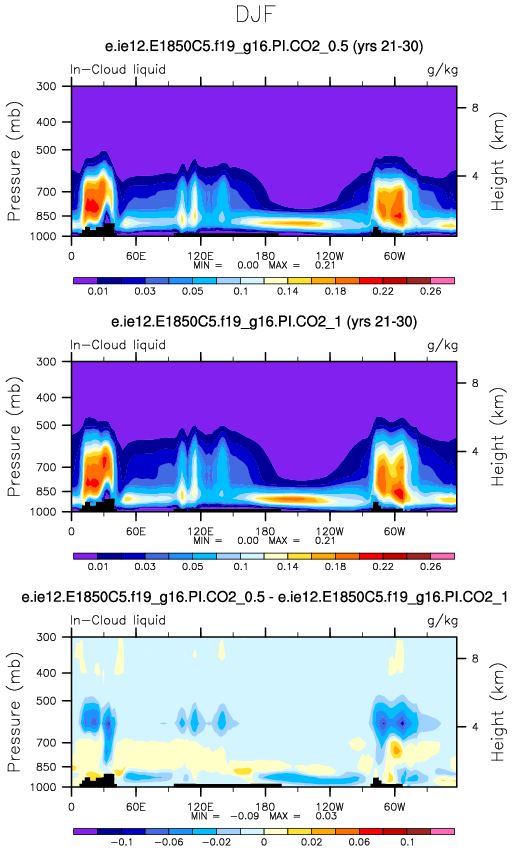 DJF
e.ie12.E1850C5.f19_g16.PI.CO2_0.5 (yrs 21-30)
In-Cloud liquid g/kg
Pressure (mb)
300
400
500
700
850
1000
8
4
Height (km)
0 60E 120E 180 120W 60W
MIN = 0.00 MAX = 0.21
0.01 0.03 0.05 0.1 0.14 0.18 0.22 0.26
e.ie12.E1850C5.f19_g16.PI.CO2_1 (yrs 21-30)
In-Cloud liquid g/kg
Pressure (mb)
300
400
500
700
850
1000
8
4
Height (km)
0 60E 120E 180 120W 60W
MIN = 0.00 MAX = 0.21
0.01 0.03 0.05 0.1 0.14 0.18 0.22 0.26
e.ie12.E1850C5.f19_g16.PI.CO2_0.5 - e.ie12.E1850C5.f19_g16.PI.CO2_1
In-Cloud liquid g/kg
Pressure (mb)
300
400
500
700
850
1000
8
4
Height (km)
0 60E 120E 180 120W 60W
MIN = −0.09 MAX = 0.03
−0.1 −0.06 −0.02 0 0.02 0.06 0.1